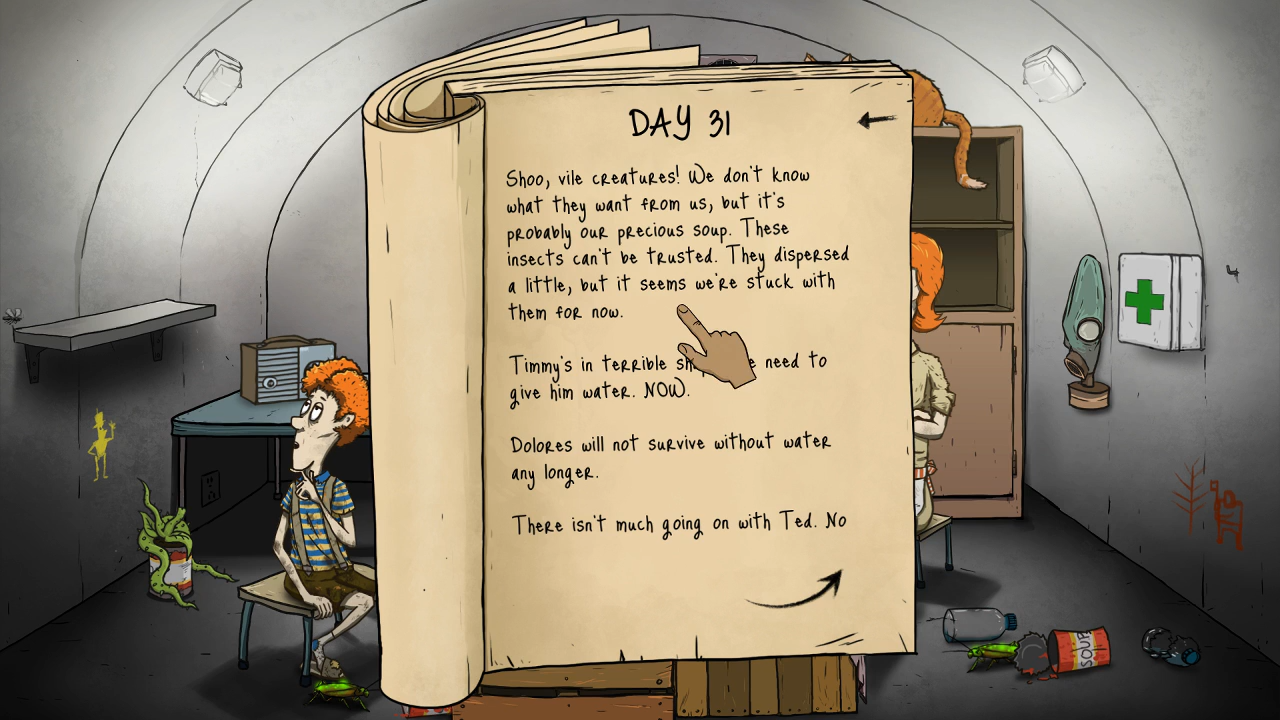 DAY 31
Shoo, vile creatures! We don't know
what they want from us, but it's
probably our precious soup. These
insects can't be trusted. They dispersed
a little, but it seems we're stuck with
them for now.
Timmy's in terrible need to
give him water. NOW.
Dolores will not survive without water
any longer.
There isn't much going on with Ted. No
SOUP